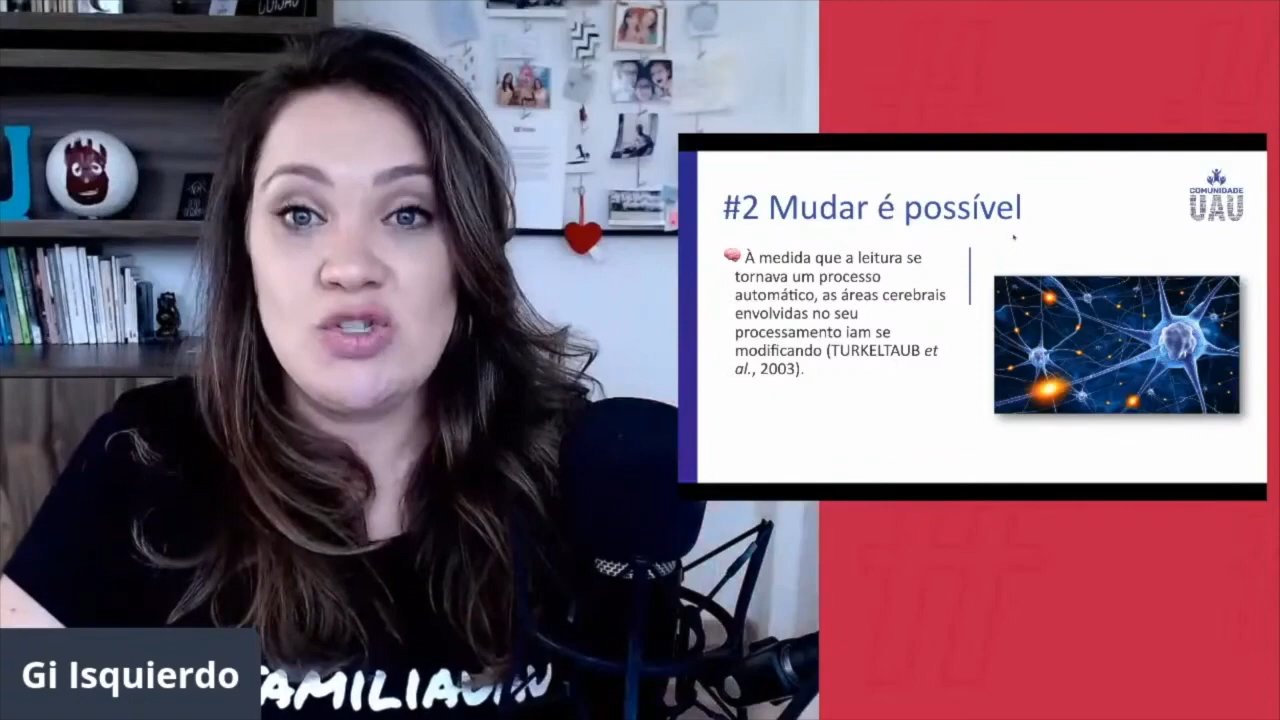 #2 Mudar é possível
COMUNIDADE
UAU
À medida que a leitura se
tornava um processo
automático, as áreas cerebrais
envolvidas no seu
processamento iam se
modificando (TURKELTAUB et
al., 2003).
Gi Isquierdo